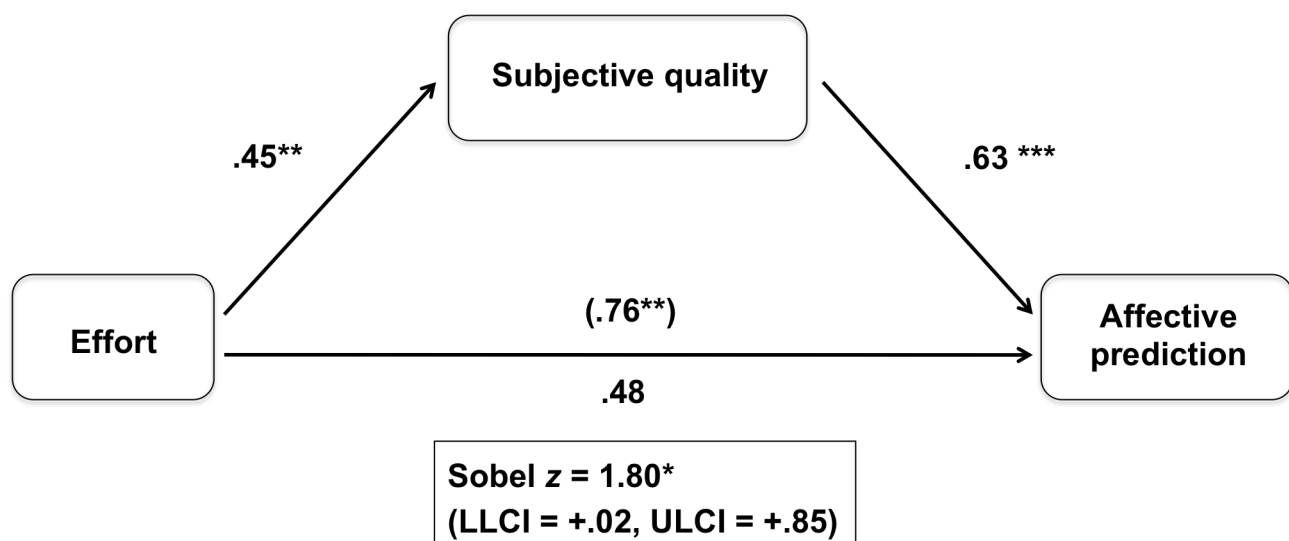 Subjective quality
.45**
.63 ***
(.76**)
Effort
Affective
prediction
.48
Sobel z = 1.80*
(LLCI = +.02, ULCI = +.85)